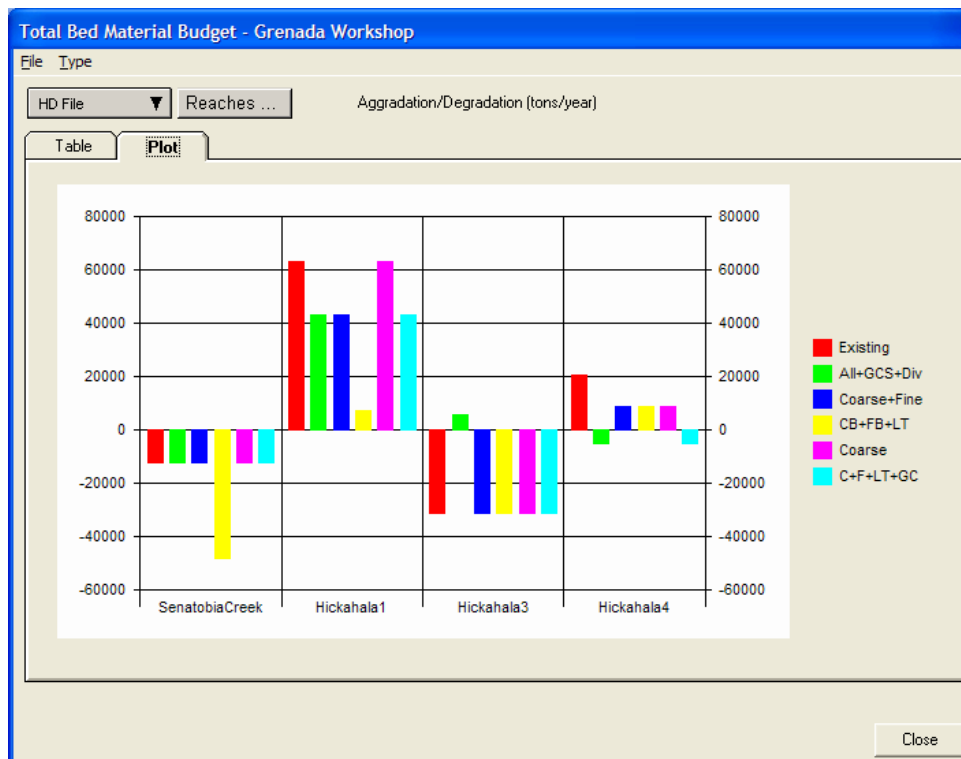 Total Bed Material Budget - Grenada Workshop
File Type
HD File ▼ Reaches ... Aggradation/Degradation (tons/year)
Table Plot
80000 80000
60000 60000
40000 40000
20000 20000
0 0
-20000 -20000
-40000 -40000
-60000 -60000
SenatobiaCreek Hickahala1 Hickahala3 Hickahala4
Existing
All+GCS+Div
Coarse+Fine
CB+FB+LT
Coarse
C+F+LT+GC
Close